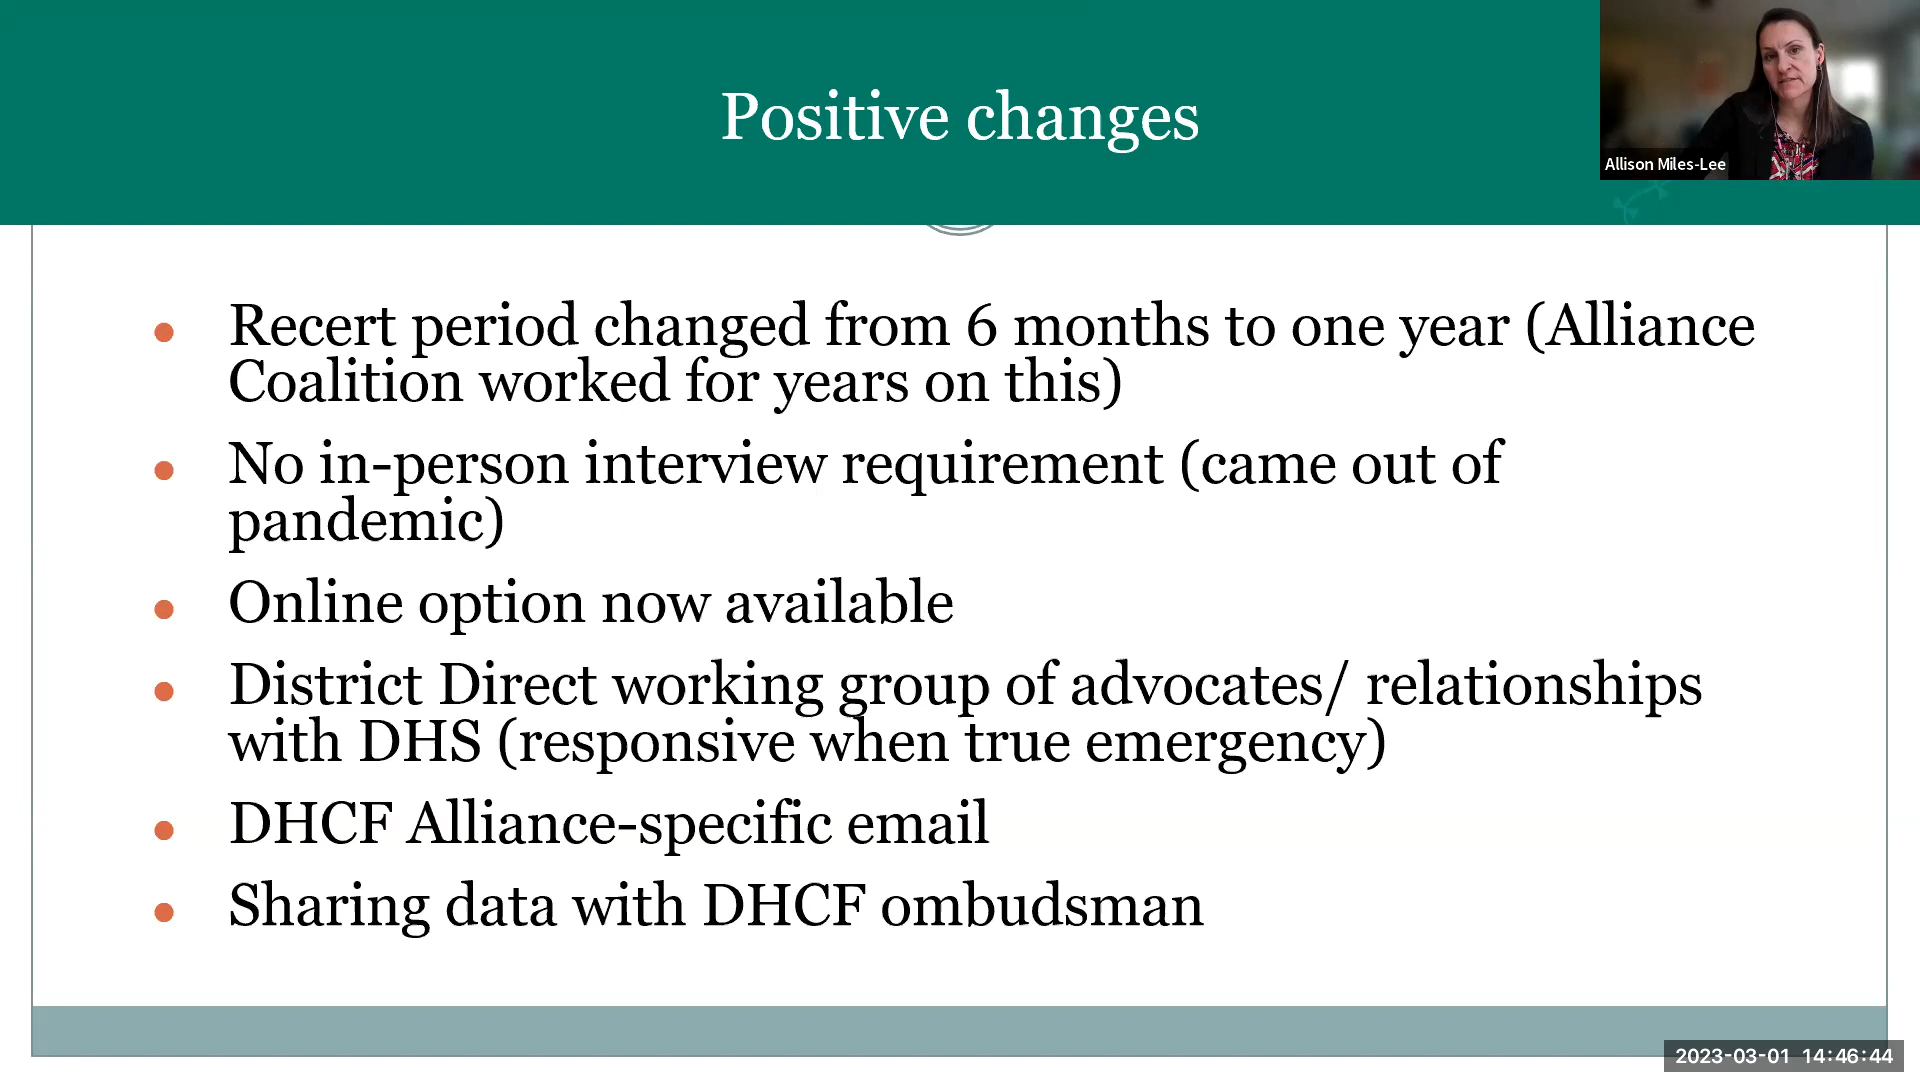 Positive changes
Allison Miles-Lee
• Recert period changed from 6 months to one year (Alliance
Coalition worked for years on this)
• No in-person interview requirement (came out of
pandemic)
• Online option now available
• District Direct working group of advocates/ relationships
with DHS (responsive when true emergency)
• DHCF Alliance-specific email
• Sharing data with DHCF ombudsman
2023-03-01 14:46:44